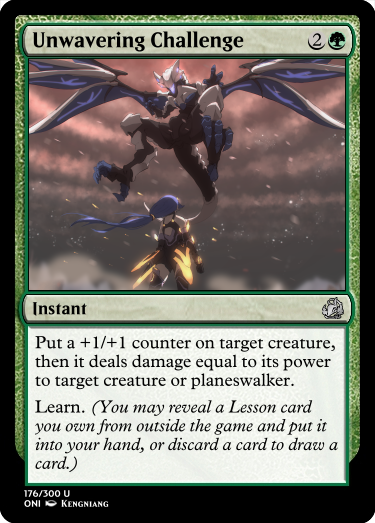 Unwavering Challenge 2
Instant
Put a +1/+1 counter on target creature,
then it deals damage equal to its power
to target creature or planeswalker.
Learn. (You may reveal a Lesson card
you own from outside the game and put it
into your hand, or discard a card to draw a
card.)
176/300 U
ONI Kengniang